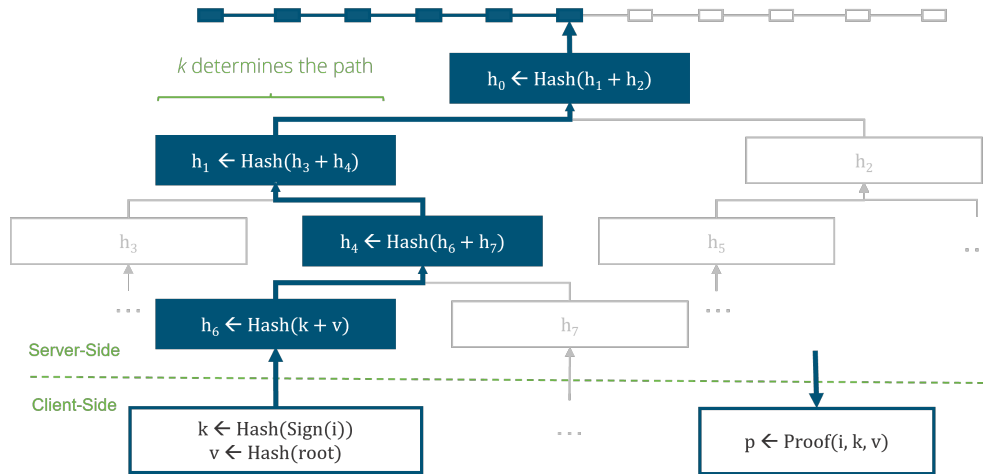 k determines the path
h₀ ← Hash(h₁ + h₂)
h₁ ← Hash(h₃ + h₄)
h₂
h₃
h₄ ← Hash(h₆ + h₇)
h₅
...
...
...
h₆ ← Hash(k + v)
h₇
Server-Side
Client-Side
k ← Hash(Sign(i))
v ← Hash(root)
...
p ← Proof(i, k, v)